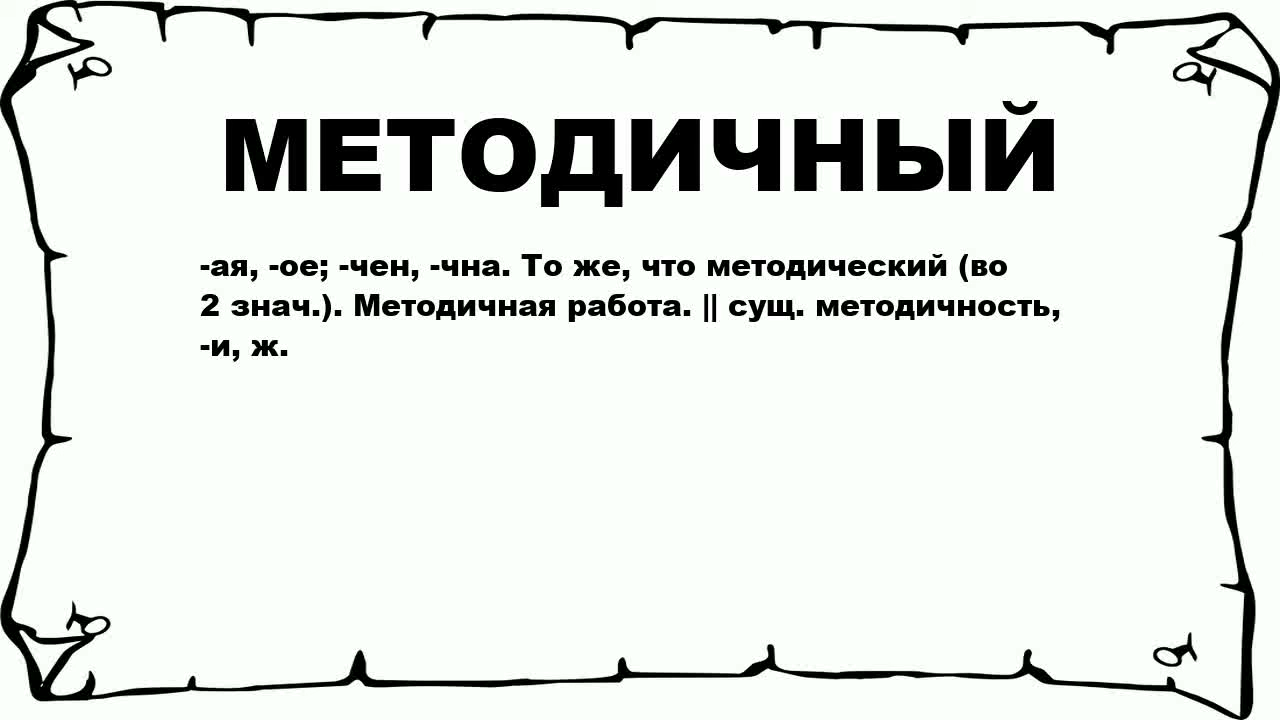 МЕТОДИЧНЫЙ
-ая, -ое; -чен, -чна. То же, что методический (во
2 знач.). Методичная работа. || сущ. методичность,
-и, ж.